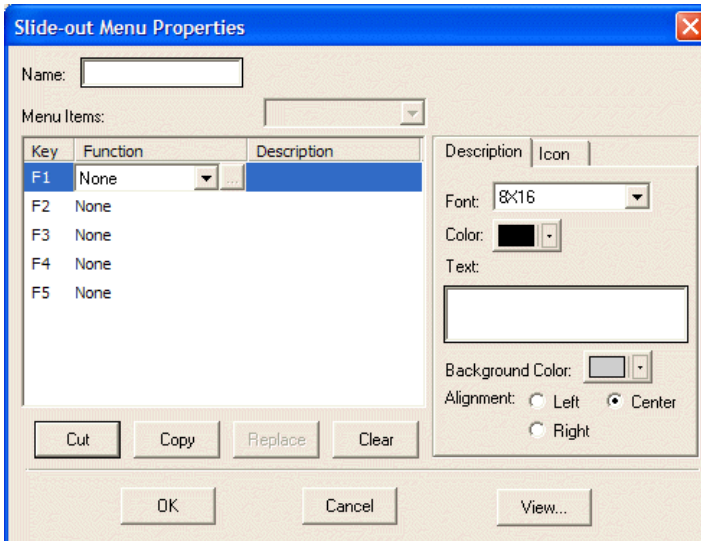 Slide-out Menu Properties
Name:
Menu Items:
Key Function Description
F1 None ...
F2 None
F3 None
F4 None
F5 None
Cut Copy Replace Clear
Description Icon
Font: 8X16
Color:
Text:
Background Color:
Alignment: Left Center
Right
OK Cancel View...